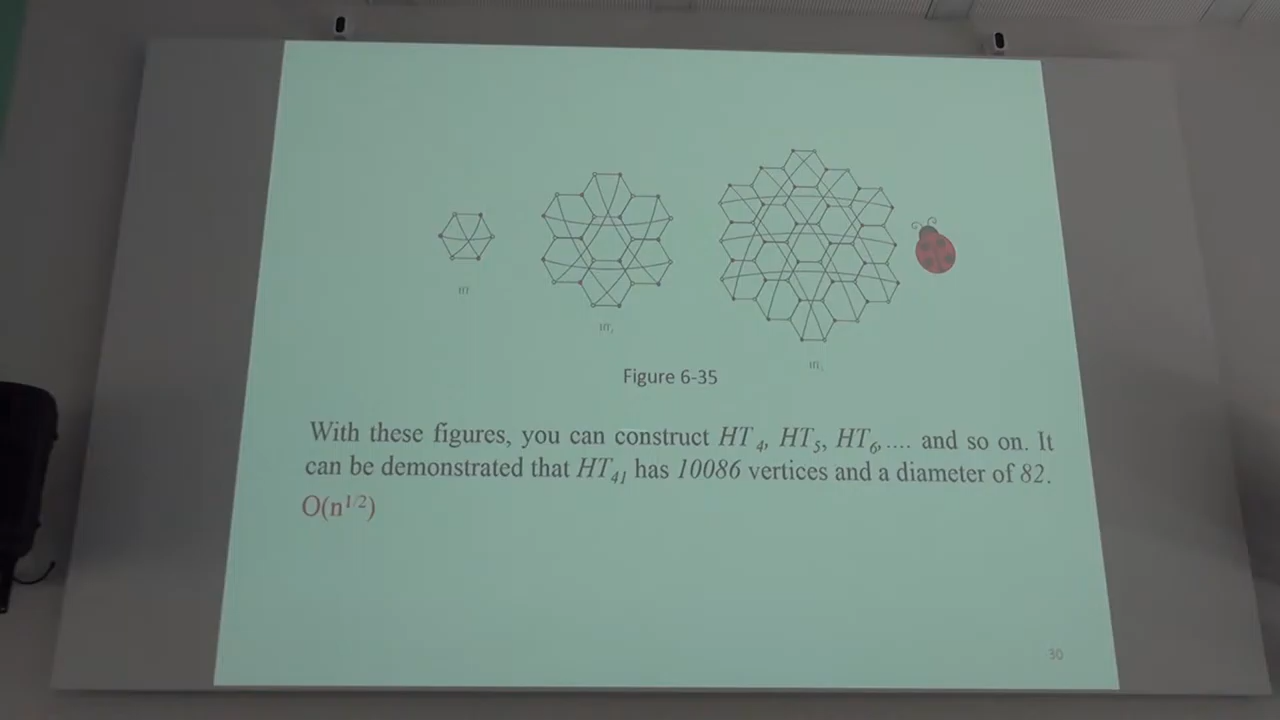 Figure 6-35
With these figures, you can construct HT₄, HT₅, HT₆,.... and so on. It
can be demonstrated that HT₄₁ has 10086 vertices and a diameter of 82.
O(n^1/2)
30